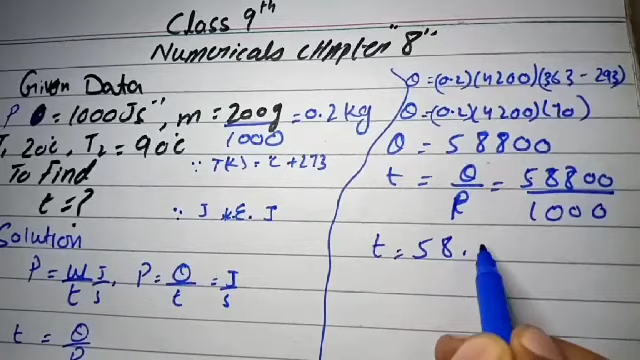 Class 9th
Numericals Chapter "8"
Given Data
P = 1000Js⁻¹, m = 200g/1000 = 0.2 kg
T₁ 20°C, T₂ = 90°C
∵ T(K) = c + 273
To Find
t = ?
∵ J K.E. J
Solution
P = W/t J/s, P = Q/t = J/s
t = Q/P
Q = (0.2)(4200)(363 - 293)
Q = (0.2)(4200)(70)
Q = 58800
t = Q/P = 58800/1000
t = 58.